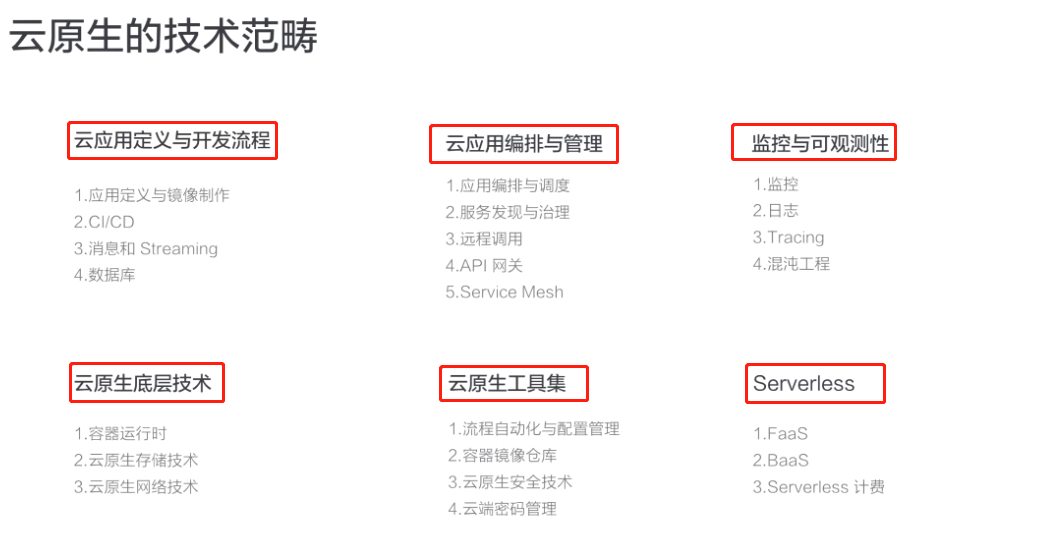 云原生的技术范畴
云应用定义与开发流程
1.应用定义与镜像制作
2.CI/CD
3.消息和 Streaming
4.数据库
云应用编排与管理
1.应用编排与调度
2.服务发现与治理
3.远程调用
4.API 网关
5.Service Mesh
监控与可观测性
1.监控
2.日志
3.Tracing
4.混沌工程
云原生底层技术
1.容器运行时
2.云原生存储技术
3.云原生网络技术
云原生工具集
1.流程自动化与配置管理
2.容器镜像仓库
3.云原生安全技术
4.云端密码管理
Serverless
1.FaaS
2.BaaS
3.Serverless 计费